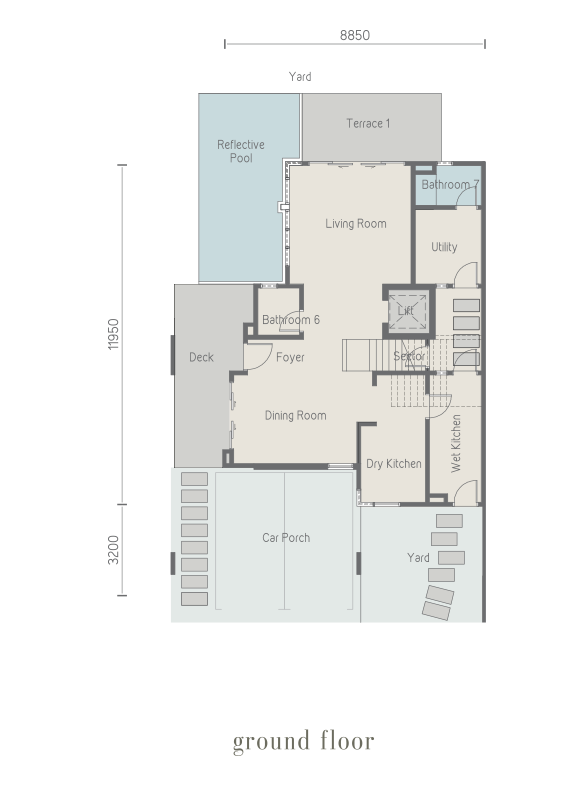 8850
Yard
Terrace 1
Reflective
Pool
Bathroom 7
Living Room
Utility
Lift
Bathroom 6
11950
Deck
Foyer
Dining Room
Wet Kitchen
Dry Kitchen
Car Porch
3200
Yard
ground floor